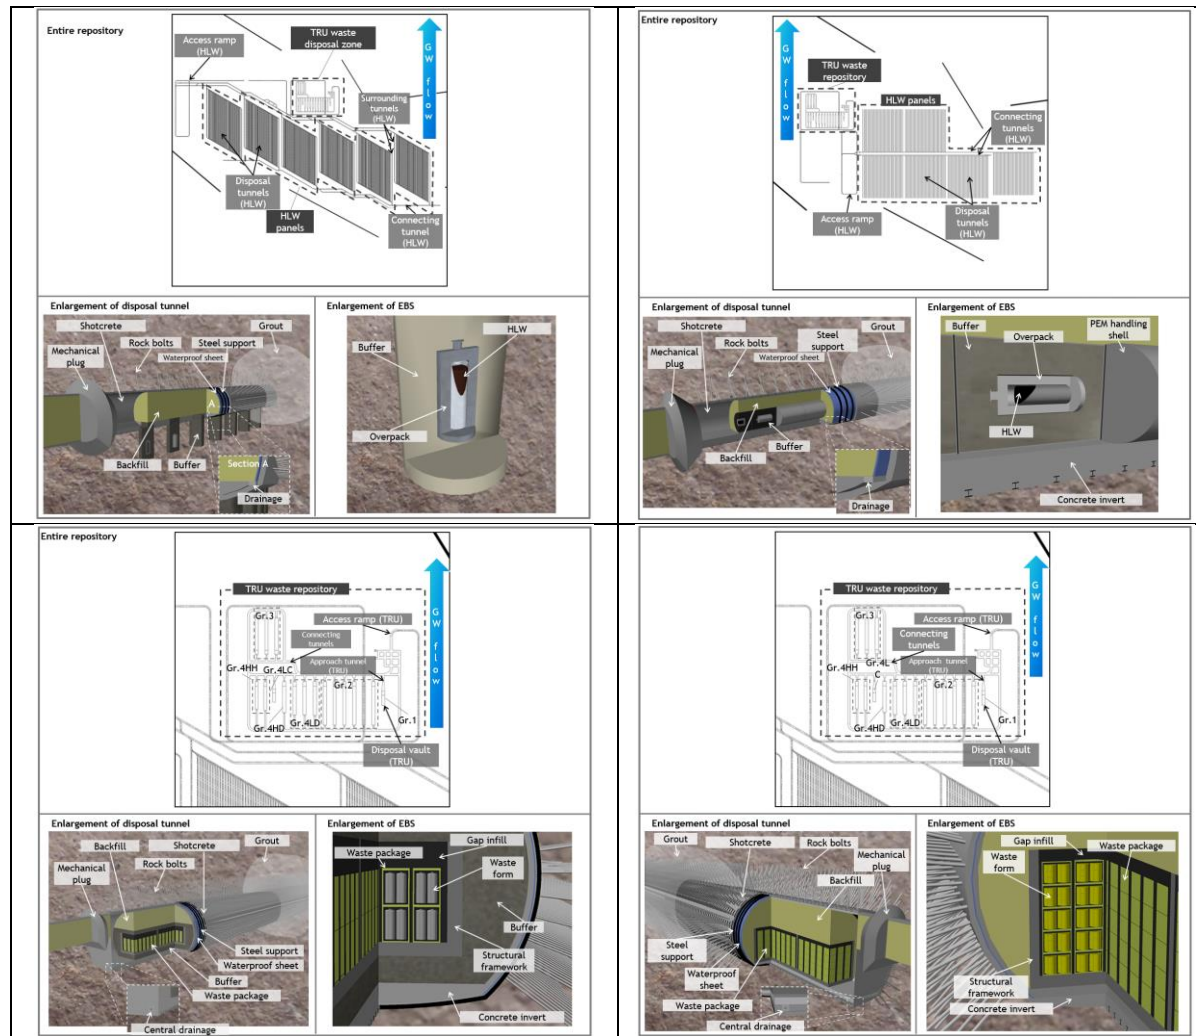 Entire repository
Access ramp
(HLW)
TRU waste
disposal zone
Surrounding
tunnels
(HLW)
GW flow
Disposal
tunnels
(HLW)
HLW
panels
Connecting
tunnel
(HLW)
Enlargement of disposal tunnel
Shotcrete
Grout
Mechanical
plug
Rock bolts
Steel support
Waterproof sheet
A
Backfill
Buffer
Section A
Drainage
Enlargement of EBS
HLW
Buffer
Overpack
Entire repository
GW flow
TRU waste
repository
HLW panels
Connecting
tunnels
(HLW)
Access ramp
(HLW)
Disposal
tunnels
(HLW)
Enlargement of disposal tunnel
Shotcrete
Steel
support
Grout
Mechanical
plug
Rock bolts
Waterproof sheet
Buffer
Backfill
Drainage
Enlargement of EBS
Buffer
PEM handling
shell
Overpack
HLW
Concrete invert
Entire repository
TRU waste repository
GW flow
Gr.3
Access ramp (TRU)
Connecting
tunnels
Gr.4HH
Gr.4LC
Approach tunnel
(TRU)
Gr.2
Gr.4HD
Gr.4LD
Gr.1
Disposal vault
(TRU)
Enlargement of disposal tunnel
Backfill
Shotcrete
Grout
Mechanical
plug
Rock bolts
Steel support
Waterproof sheet
Buffer
Waste package
Central drainage
Enlargement of EBS
Gap infill
Waste package
Waste
form
Buffer
Structural
framework
Concrete invert
TRU waste repository
GW flow
Gr.3
Access ramp (TRU)
Connecting
tunnels
Gr.4HH
Gr.4L
C
Approach tunnel
(TRU)
Gr.2
Gr.4HD
Gr.4LD
Gr.1
Disposal vault
(TRU)
Enlargement of disposal tunnel
Grout
Shotcrete
Rock bolts
Mechanical
plug
Backfill
Steel
support
Waterproof
sheet
Waste package
Central drainage
Enlargement of EBS
Gap infill
Waste package
Waste
form
Structural
framework
Concrete invert